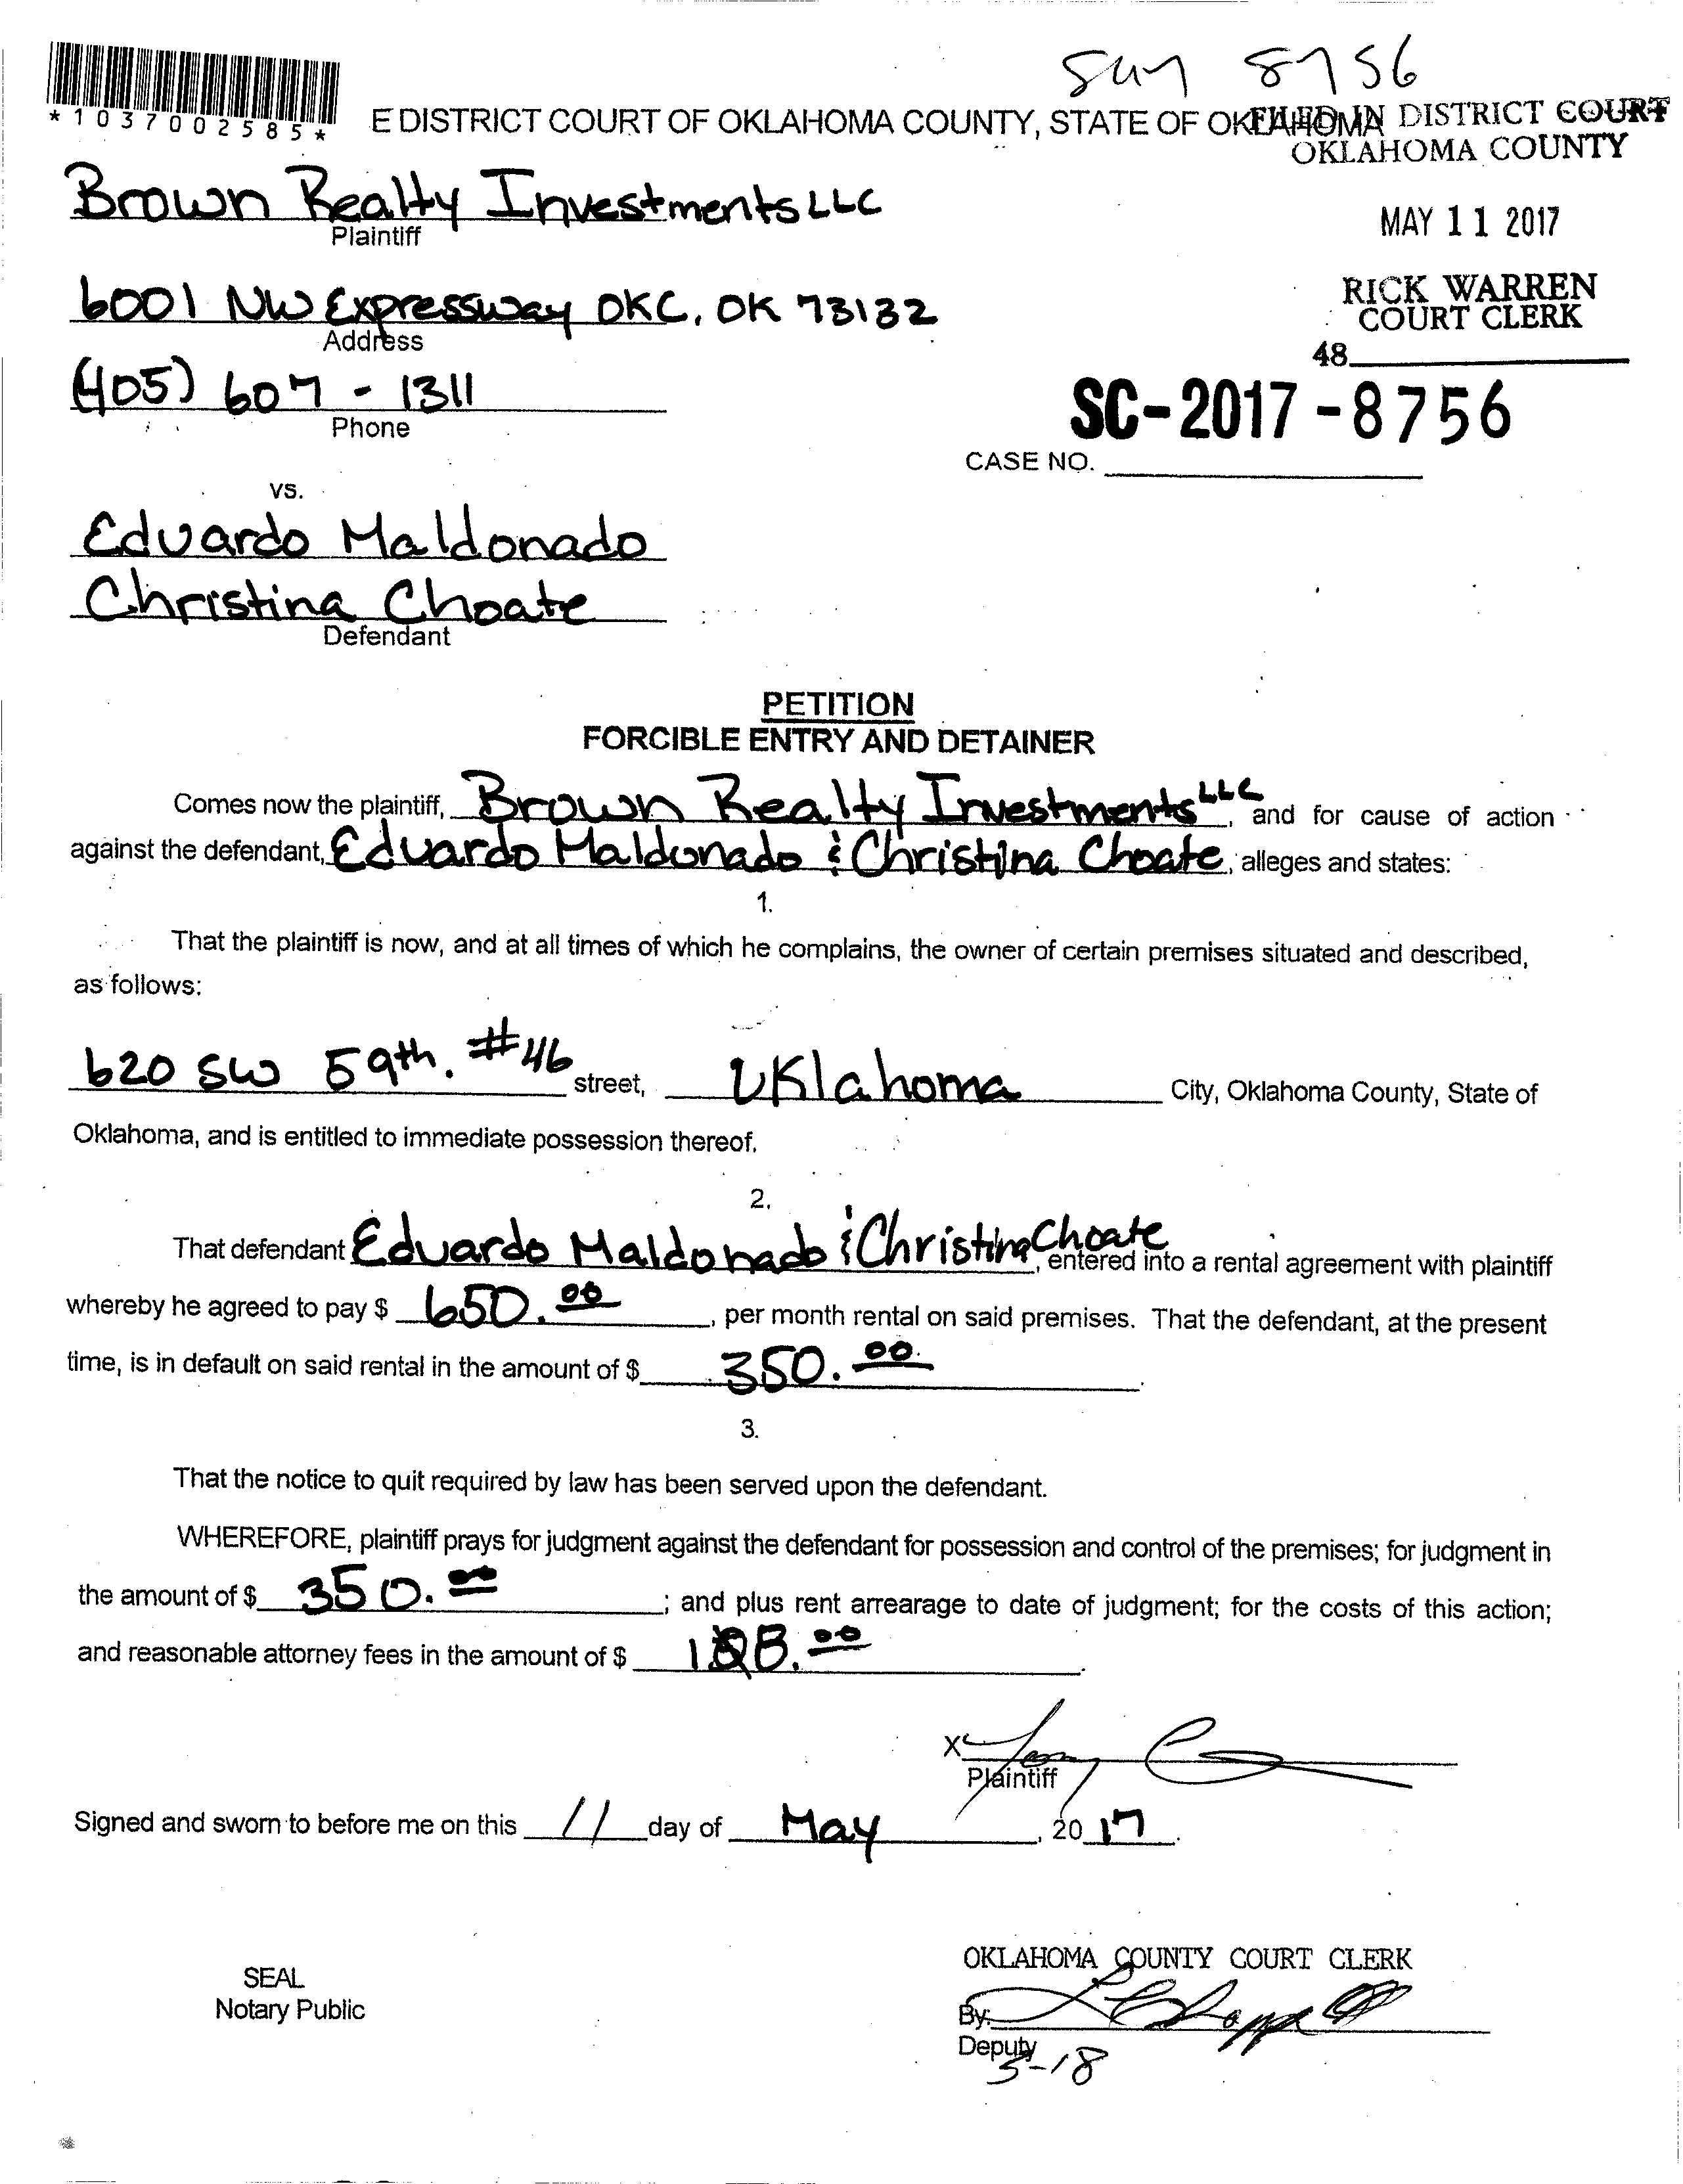 8756
*1037002585*
E DISTRICT COURT OF OKLAHOMA COUNTY, STATE OF OKLAHOMA
FILED IN DISTRICT COURT
OKLAHOMA COUNTY
Brown Realty Investments LLC
Plaintiff
MAY 11 2017
6001 NW Expressway OKC, OK 73132
Address
RICK WARREN
COURT CLERK
48
(405) 607 - 1311
Phone
SC-2017-8756
CASE NO.
vs.
Eduardo Maldonado
Christina Choate
Defendant
PETITION
FORCIBLE ENTRY AND DETAINER
Comes now the plaintiff, Brown Realty Investments LLC, and for cause of action
against the defendant, Eduardo Maldonado & Christina Choate, alleges and states:
1.
That the plaintiff is now, and at all times of which he complains, the owner of certain premises situated and described,
as follows:
620 SW 59th. #46 street, Oklahoma City, Oklahoma County, State of
Oklahoma, and is entitled to immediate possession thereof.
2.
That defendant Eduardo Maldonado & Christina Choate, entered into a rental agreement with plaintiff
whereby he agreed to pay $ 650.00, per month rental on said premises. That the defendant, at the present
time, is in default on said rental in the amount of $ 350.00.
3.
That the notice to quit required by law has been served upon the defendant.
WHEREFORE, plaintiff prays for judgment against the defendant for possession and control of the premises; for judgment in
the amount of $ 350.00; and plus rent arrearage to date of judgment; for the costs of this action;
and reasonable attorney fees in the amount of $
X
Plaintiff
Signed and sworn to before me on this 11 day of May, 2017.
OKLAHOMA COUNTY COURT CLERK
SEAL
Notary Public
By:
Deputy
5-18